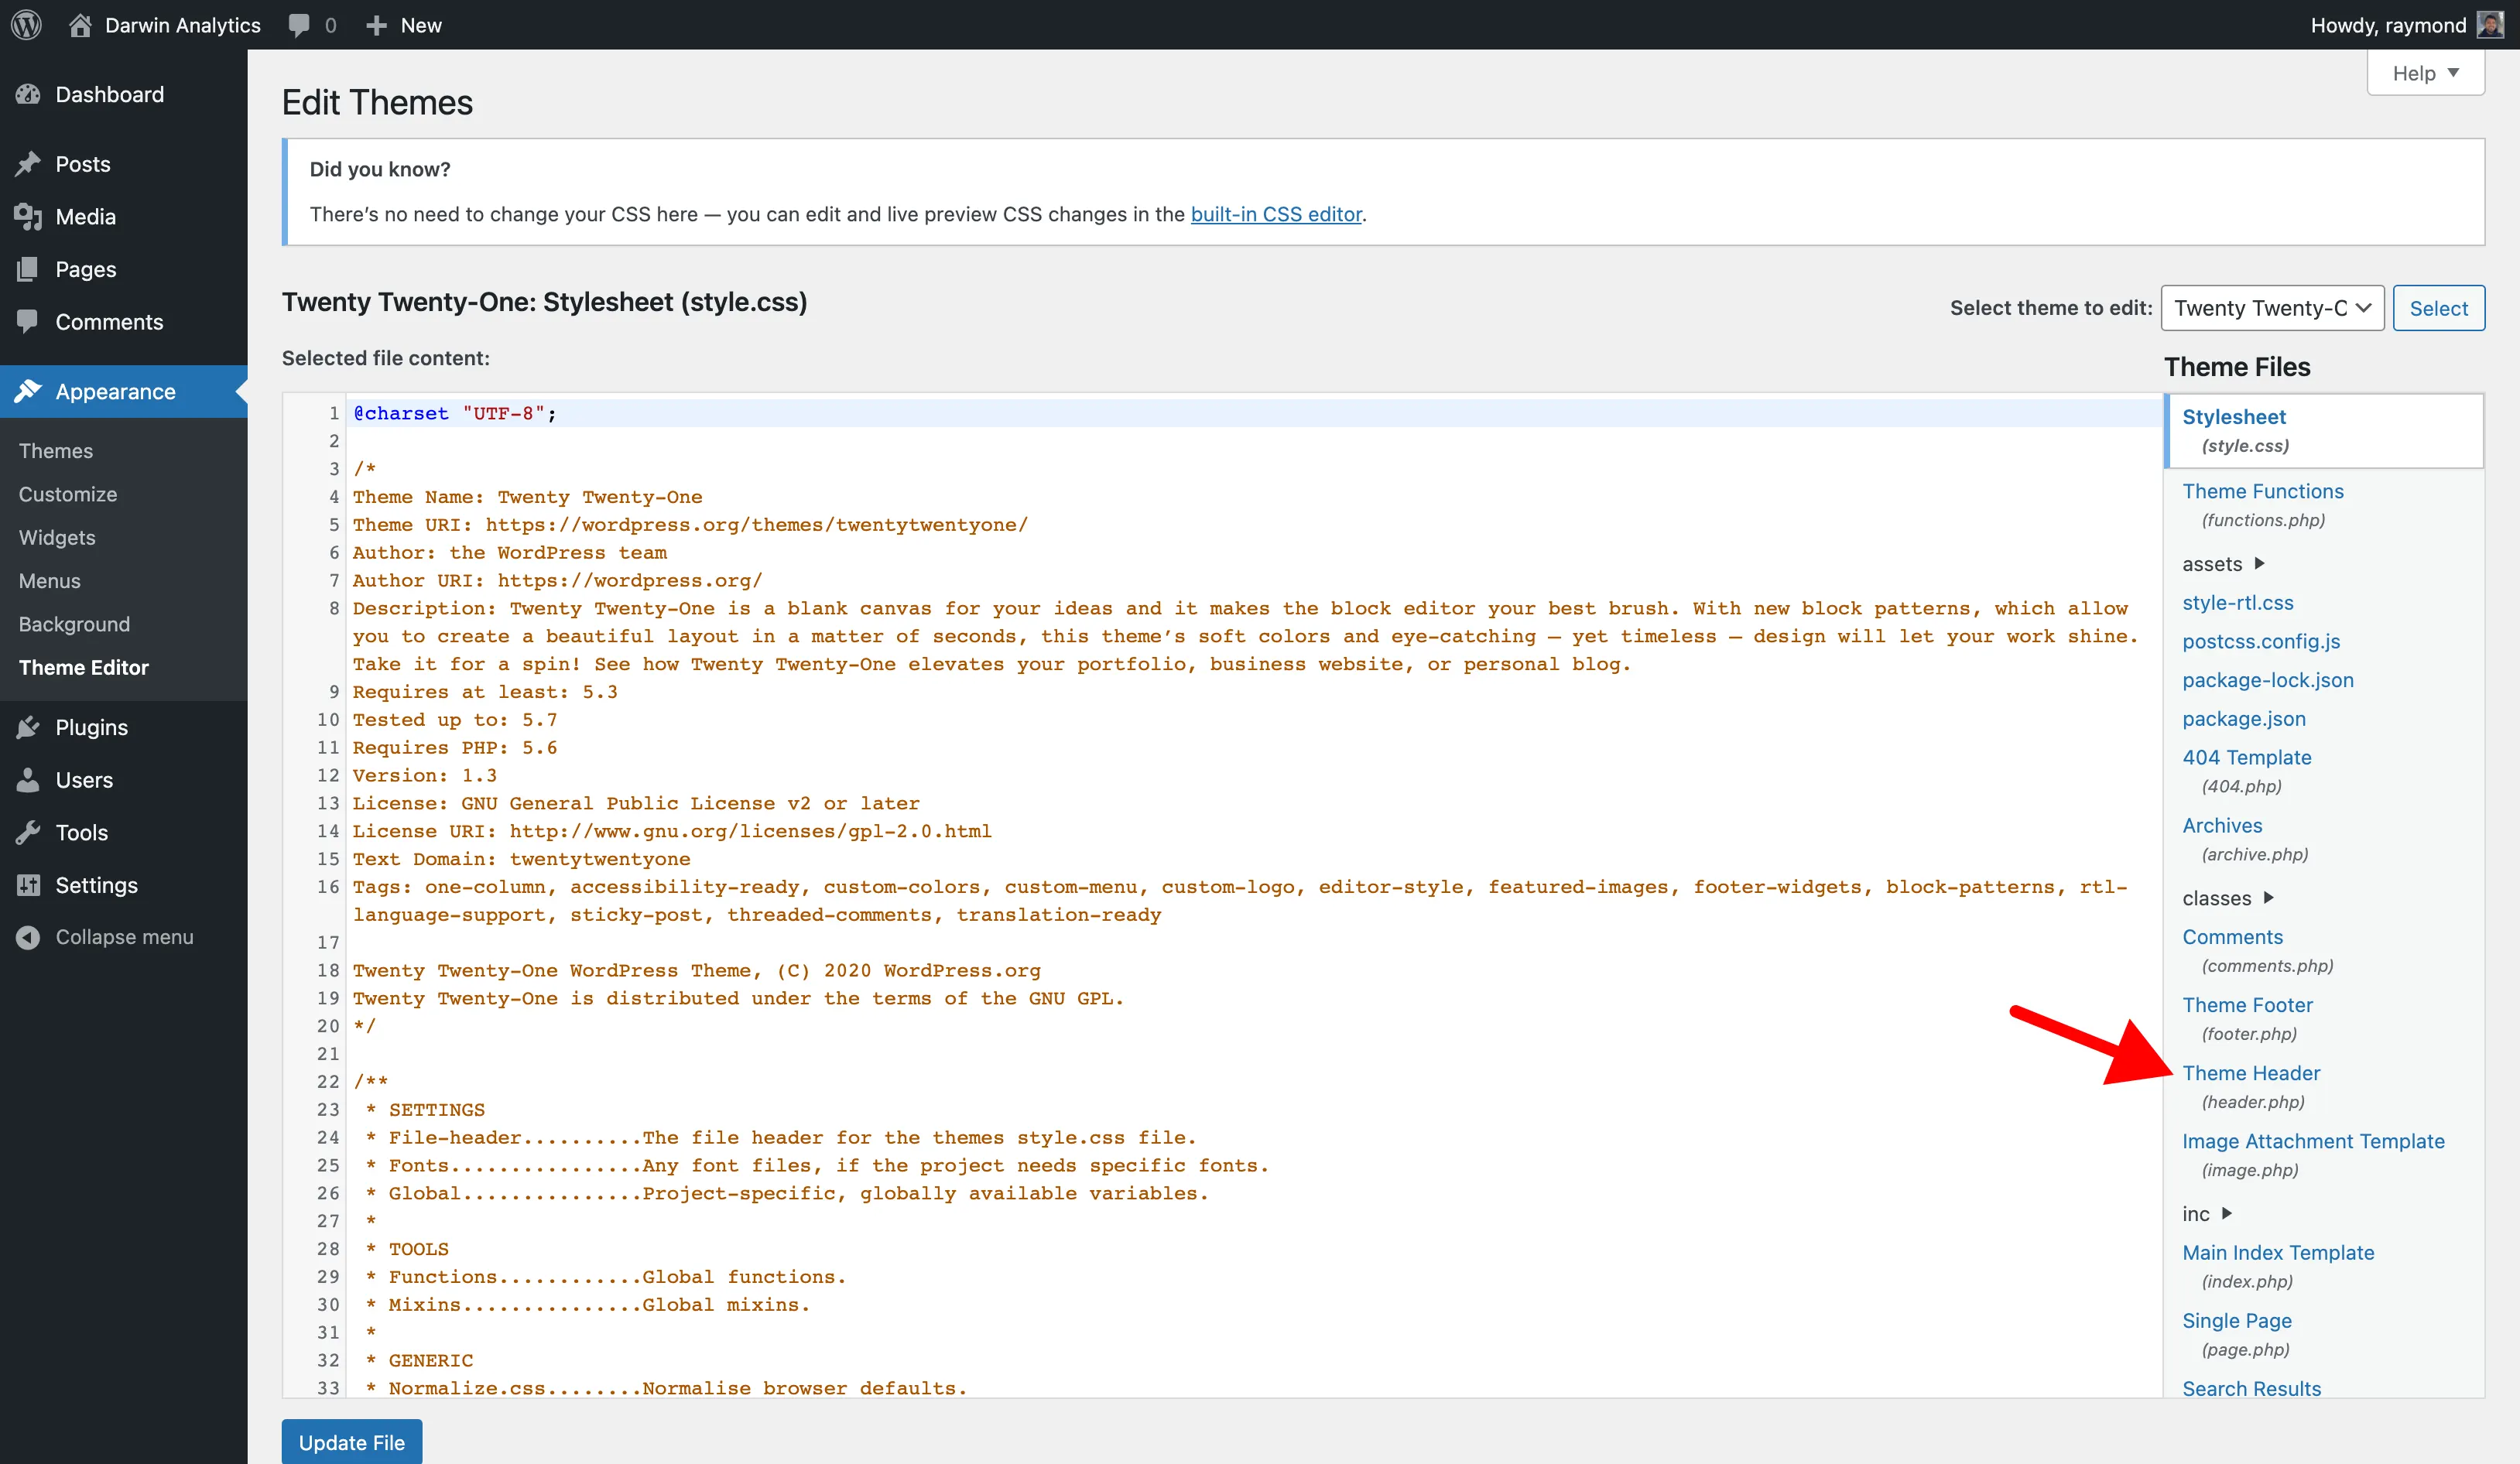 Darwin Analytics
0
New
Howdy, raymond
Help
Dashboard
Posts
Media
Pages
Comments
Appearance
Themes
Customize
Widgets
Menus
Background
Theme Editor
Plugins
Users
Tools
Settings
Collapse menu
Edit Themes
Did you know?
There’s no need to change your CSS here — you can edit and live preview CSS changes in the built-in CSS editor.
Twenty Twenty-One: Stylesheet (style.css)
Select theme to edit: Twenty Twenty-O Select
Selected file content:
1 @charset "UTF-8";
2
3 /*
4 Theme Name: Twenty Twenty-One
5 Theme URI: https://wordpress.org/themes/twentytwentyone/
6 Author: the WordPress team
7 Author URI: https://wordpress.org/
8 Description: Twenty Twenty-One is a blank canvas for your ideas and it makes the block editor your best brush. With new block patterns, which allow
you to create a beautiful layout in a matter of seconds, this theme’s soft colors and eye-catching — yet timeless — design will let your work shine.
Take it for a spin! See how Twenty Twenty-One elevates your portfolio, business website, or personal blog.
9 Requires at least: 5.3
10 Tested up to: 5.7
11 Requires PHP: 5.6
12 Version: 1.3
13 License: GNU General Public License v2 or later
14 License URI: http://www.gnu.org/licenses/gpl-2.0.html
15 Text Domain: twentytwentyone
16 Tags: one-column, accessibility-ready, custom-colors, custom-menu, custom-logo, editor-style, featured-images, footer-widgets, block-patterns, rtl-
language-support, sticky-post, threaded-comments, translation-ready
17
18 Twenty Twenty-One WordPress Theme, (C) 2020 WordPress.org
19 Twenty Twenty-One is distributed under the terms of the GNU GPL.
20 */
21
22 /**
23 * SETTINGS
24 * File-header..........The file header for the themes style.css file.
25 * Fonts................Any font files, if the project needs specific fonts.
26 * Global...............Project-specific, globally available variables.
27 *
28 * TOOLS
29 * Functions............Global functions.
30 * Mixins...............Global mixins.
31 *
32 * GENERIC
33 * Normalize.css........Normalise browser defaults.
Update File
Theme Files
Stylesheet
(style.css)
Theme Functions
(functions.php)
assets
style-rtl.css
postcss.config.js
package-lock.json
package.json
404 Template
(404.php)
Archives
(archive.php)
classes
Comments
(comments.php)
Theme Footer
(footer.php)
Theme Header
(header.php)
Image Attachment Template
(image.php)
inc
Main Index Template
(index.php)
Single Page
(page.php)
Search Results